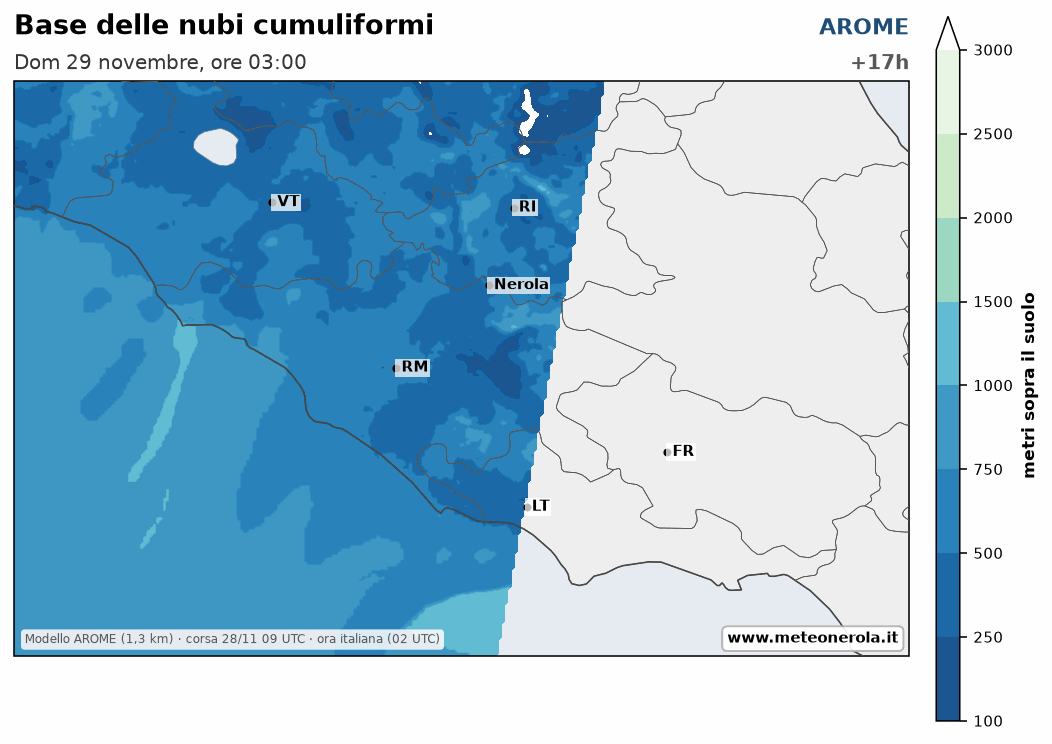 Base delle nubi cumuliformi
AROME
Dom 29 novembre, ore 03:00
+17h
VT
RI
Nerola
RM
FR
LT
3000
2500
2000
1500
1000
750
500
250
100
metri sopra il suolo
Modello AROME (1,3 km) · corsa 28/11 09 UTC · ora italiana (02 UTC)
www.meteonerola.it